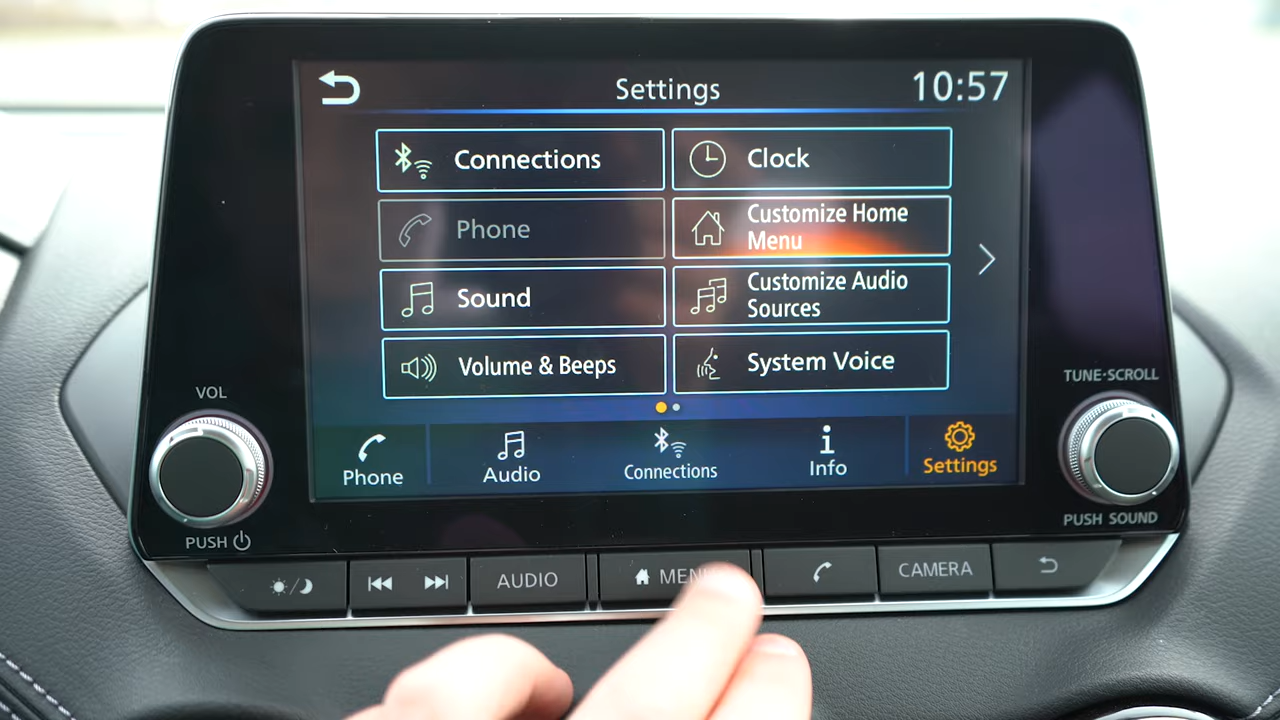 Settings
10:57
Connections
Clock
Phone
Customize Home
Menu
Sound
Customize Audio
Sources
Volume & Beeps
System Voice
Phone
Audio
Connections
Info
Settings
VOL
PUSH
TUNE·SCROLL
PUSH SOUND
AUDIO
MENU
CAMERA